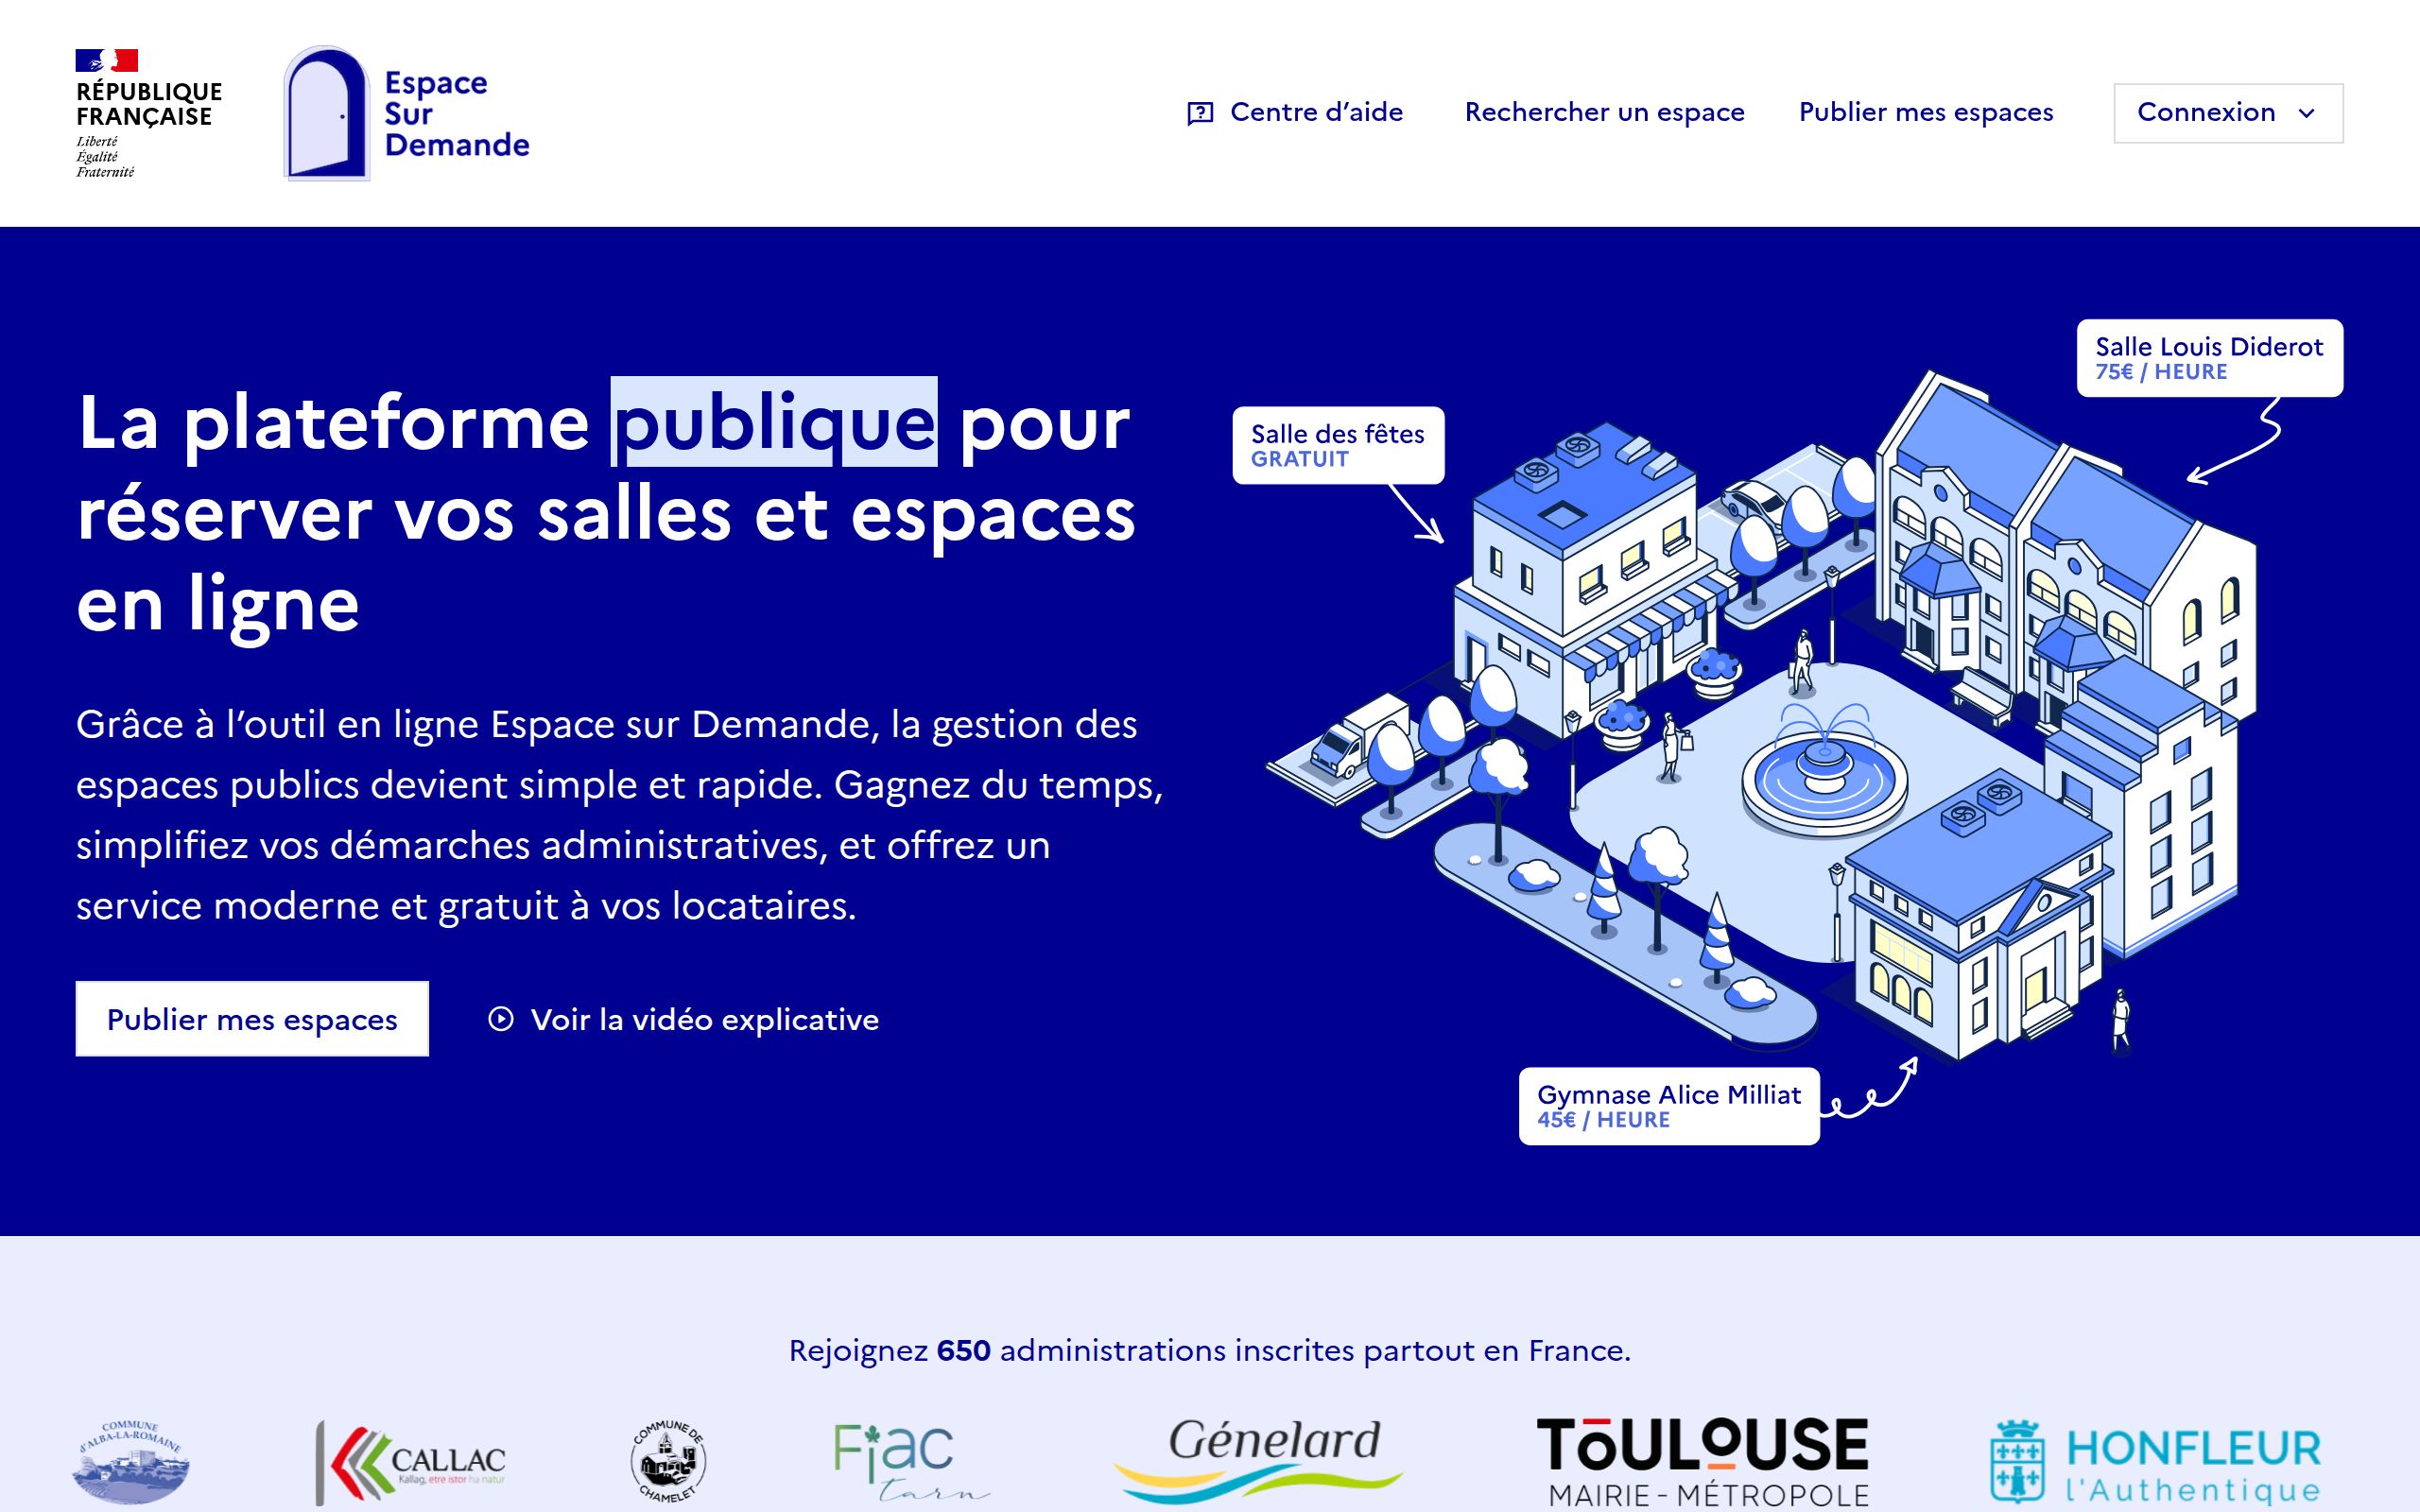 RÉPUBLIQUE
FRANÇAISE
Liberté
Égalité
Fraternité
Espace
Sur
Demande
Centre d’aide
Rechercher un espace
Publier mes espaces
Connexion
La plateforme publique pour
réserver vos salles et espaces
en ligne
Grâce à l’outil en ligne Espace sur Demande, la gestion des
espaces publics devient simple et rapide. Gagnez du temps,
simplifiez vos démarches administratives, et offrez un
service moderne et gratuit à vos locataires.
Publier mes espaces
Voir la vidéo explicative
Salle des fêtes
GRATUIT
Salle Louis Diderot
75€ / HEURE
Gymnase Alice Milliat
45€ / HEURE
Rejoignez 650 administrations inscrites partout en France.
COMMUNE
d'ALBA-LA-ROMAINE
CALLAC
Kallag, etre istor ha natur
COMMUNE DE
CHAMELET
Fiac
tarn
Génelard
TOULOUSE
MAIRIE - MÉTROPOLE
HONFLEUR
l'Authentique